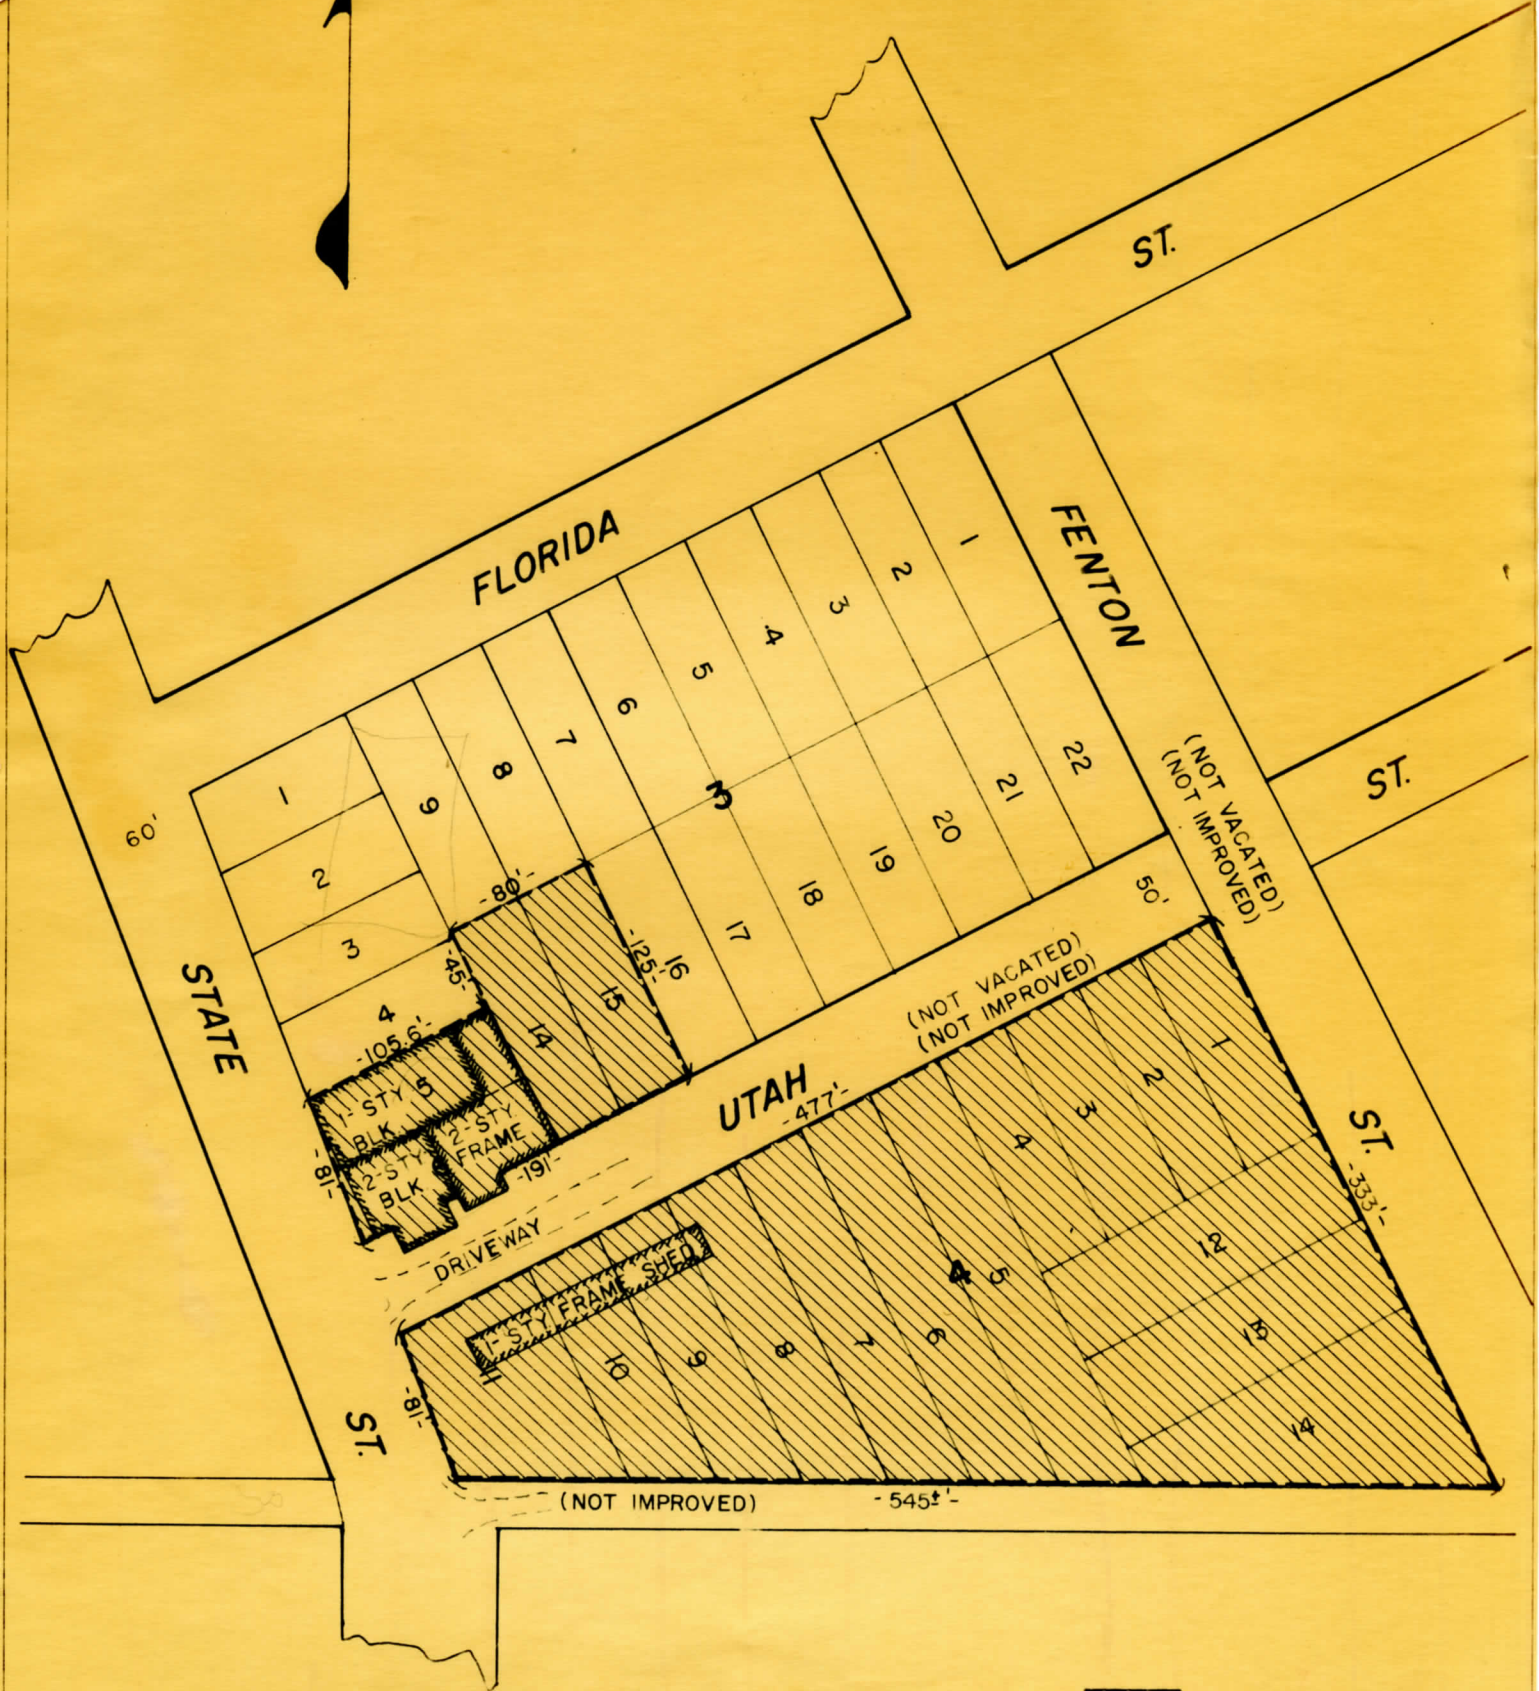 ST.
FLORIDA
FENTON
1
2
3
4
5
6
7
8
9
1
2
3
4
60'
STATE
ST.
3
22
21
20
19
18
17
16
15
14
-80'-
-45'-
-125'-
-105.6'-
1-STY. 5
BLK.
2-STY
BLK.
2-STY
FRAME
-81'-
-191'-
DRIVEWAY
UTAH
-477'-
(NOT VACATED)
(NOT IMPROVED)
50'
(NOT VACATED)
(NOT IMPROVED)
ST.
ST.
-333'-
1
2
3
4
5
6
7
8
9
10
11
12
13
14
4
1-STY FRAME SHED
-81'-
(NOT IMPROVED)
-545±'-